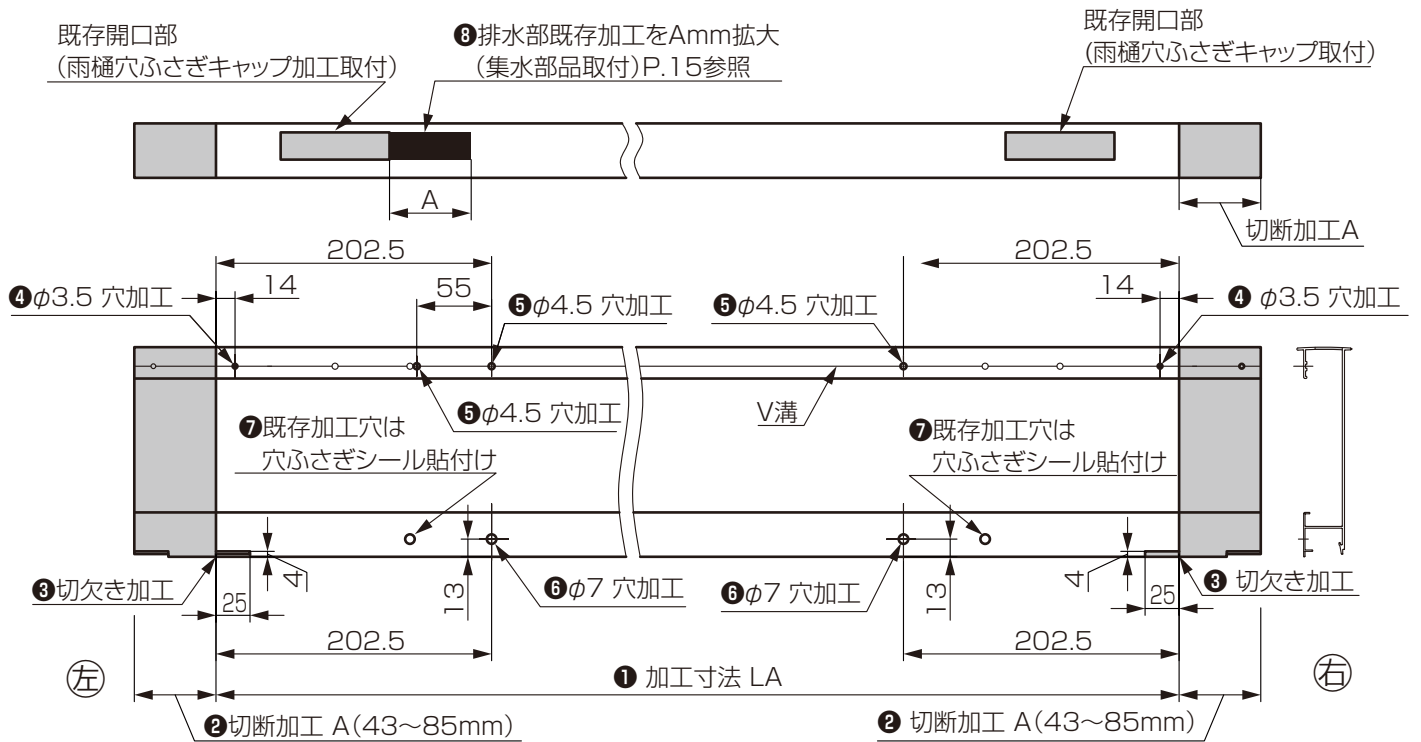 既存開口部
(雨樋穴ふさぎキャップ加工取付)
❽排水部既存加工をAmm拡大
(集水部品取付)P.15参照
既存開口部
(雨樋穴ふさぎキャップ取付)
A
切断加工A
202.5
202.5
14
55
14
❹φ3.5 穴加工
❺φ4.5 穴加工
❺φ4.5 穴加工
❹ φ3.5 穴加工
❺φ4.5 穴加工
V溝
❼既存加工穴は
穴ふさぎシール貼付け
❼既存加工穴は
穴ふさぎシール貼付け
❸切欠き加工
25
4
13
❻φ7 穴加工
❻φ7 穴加工
13
4
25
❸ 切欠き加工
202.5
202.5
左
❶ 加工寸法 LA
右
❷切断加工 A(43〜85mm)
❷ 切断加工 A(43〜85mm)